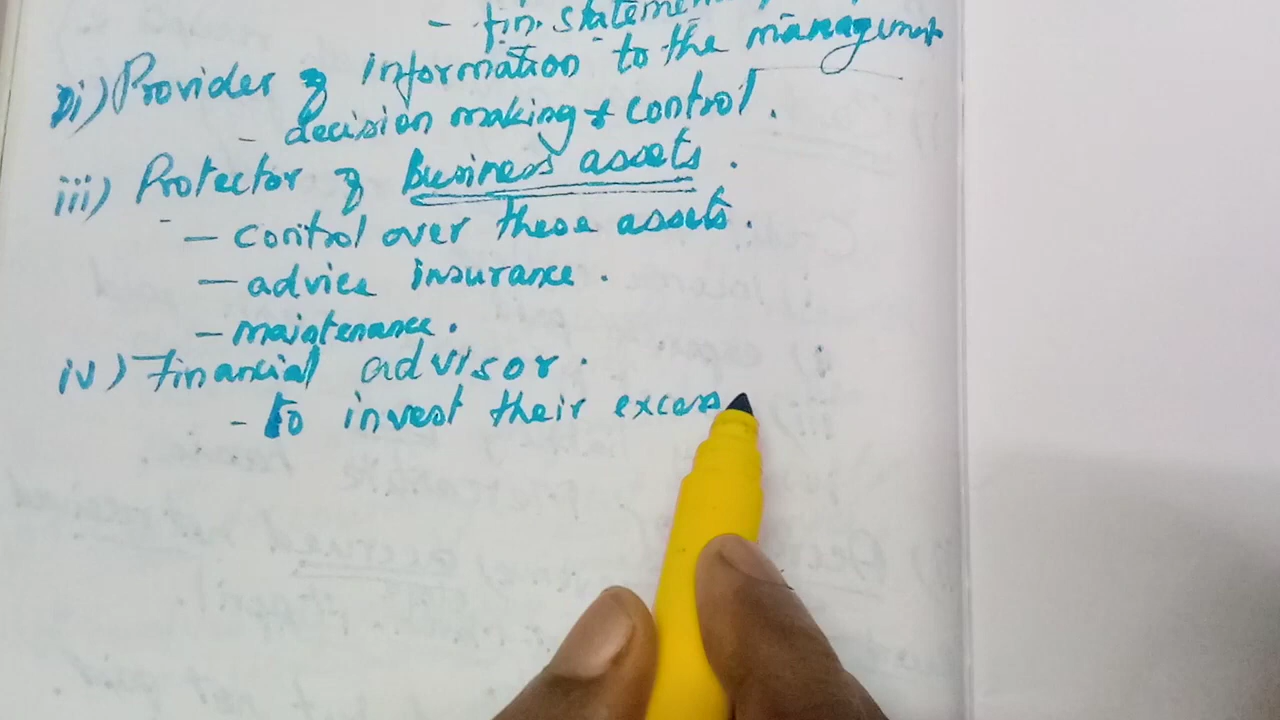 - fin. statemen
ii) Provider of information to the management
- decision making & control.
iii) Protector of Business assets.
- control over these assets.
- advice insurance.
- maintenance.
iv) Financial advisor.
- to invest their excess